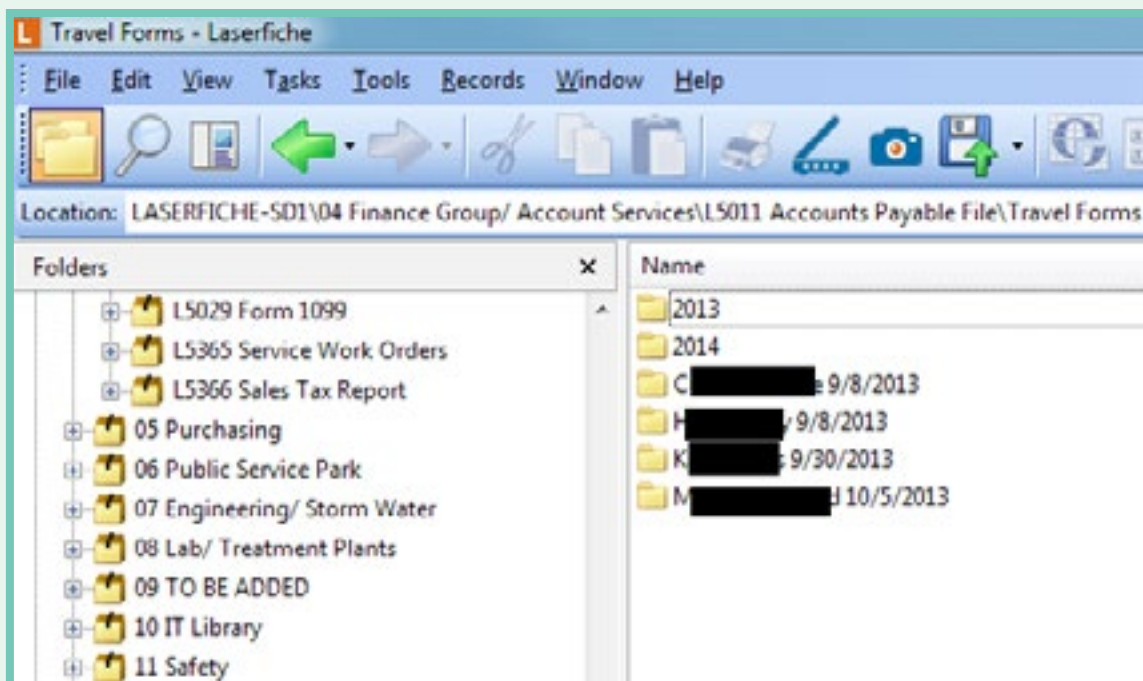 Travel Forms - Laserfiche
File Edit View Tasks Tools Records Window Help
Location: LASERFICHE-SD1\04 Finance Group/ Account Services\L5011 Accounts Payable File\Travel Forms
Folders x
L5029 Form 1099
L5365 Service Work Orders
L5366 Sales Tax Report
05 Purchasing
06 Public Service Park
07 Engineering/ Storm Water
08 Lab/ Treatment Plants
09 TO BE ADDED
10 IT Library
11 Safety
Name
2013
2014
C e 9/8/2013
H y 9/8/2013
K s 9/30/2013
M d 10/5/2013